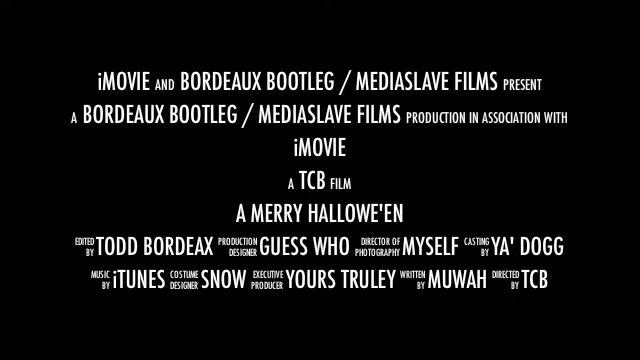 iMOVIE AND BORDEAUX BOOTLEG / MEDIASLAVE FILMS PRESENT
A BORDEAUX BOOTLEG / MEDIASLAVE FILMS PRODUCTION IN ASSOCIATION WITH
iMOVIE
A TCB FILM
A MERRY HALLOWE'EN
EDITED BY TODD BORDEAX PRODUCTION DESIGNER GUESS WHO DIRECTOR OF PHOTOGRAPHY MYSELF CASTING BY YA' DOGG
MUSIC BY iTUNES COSTUME DESIGNER SNOW EXECUTIVE PRODUCER YOURS TRULEY WRITTEN BY MUWAH DIRECTED BY TCB